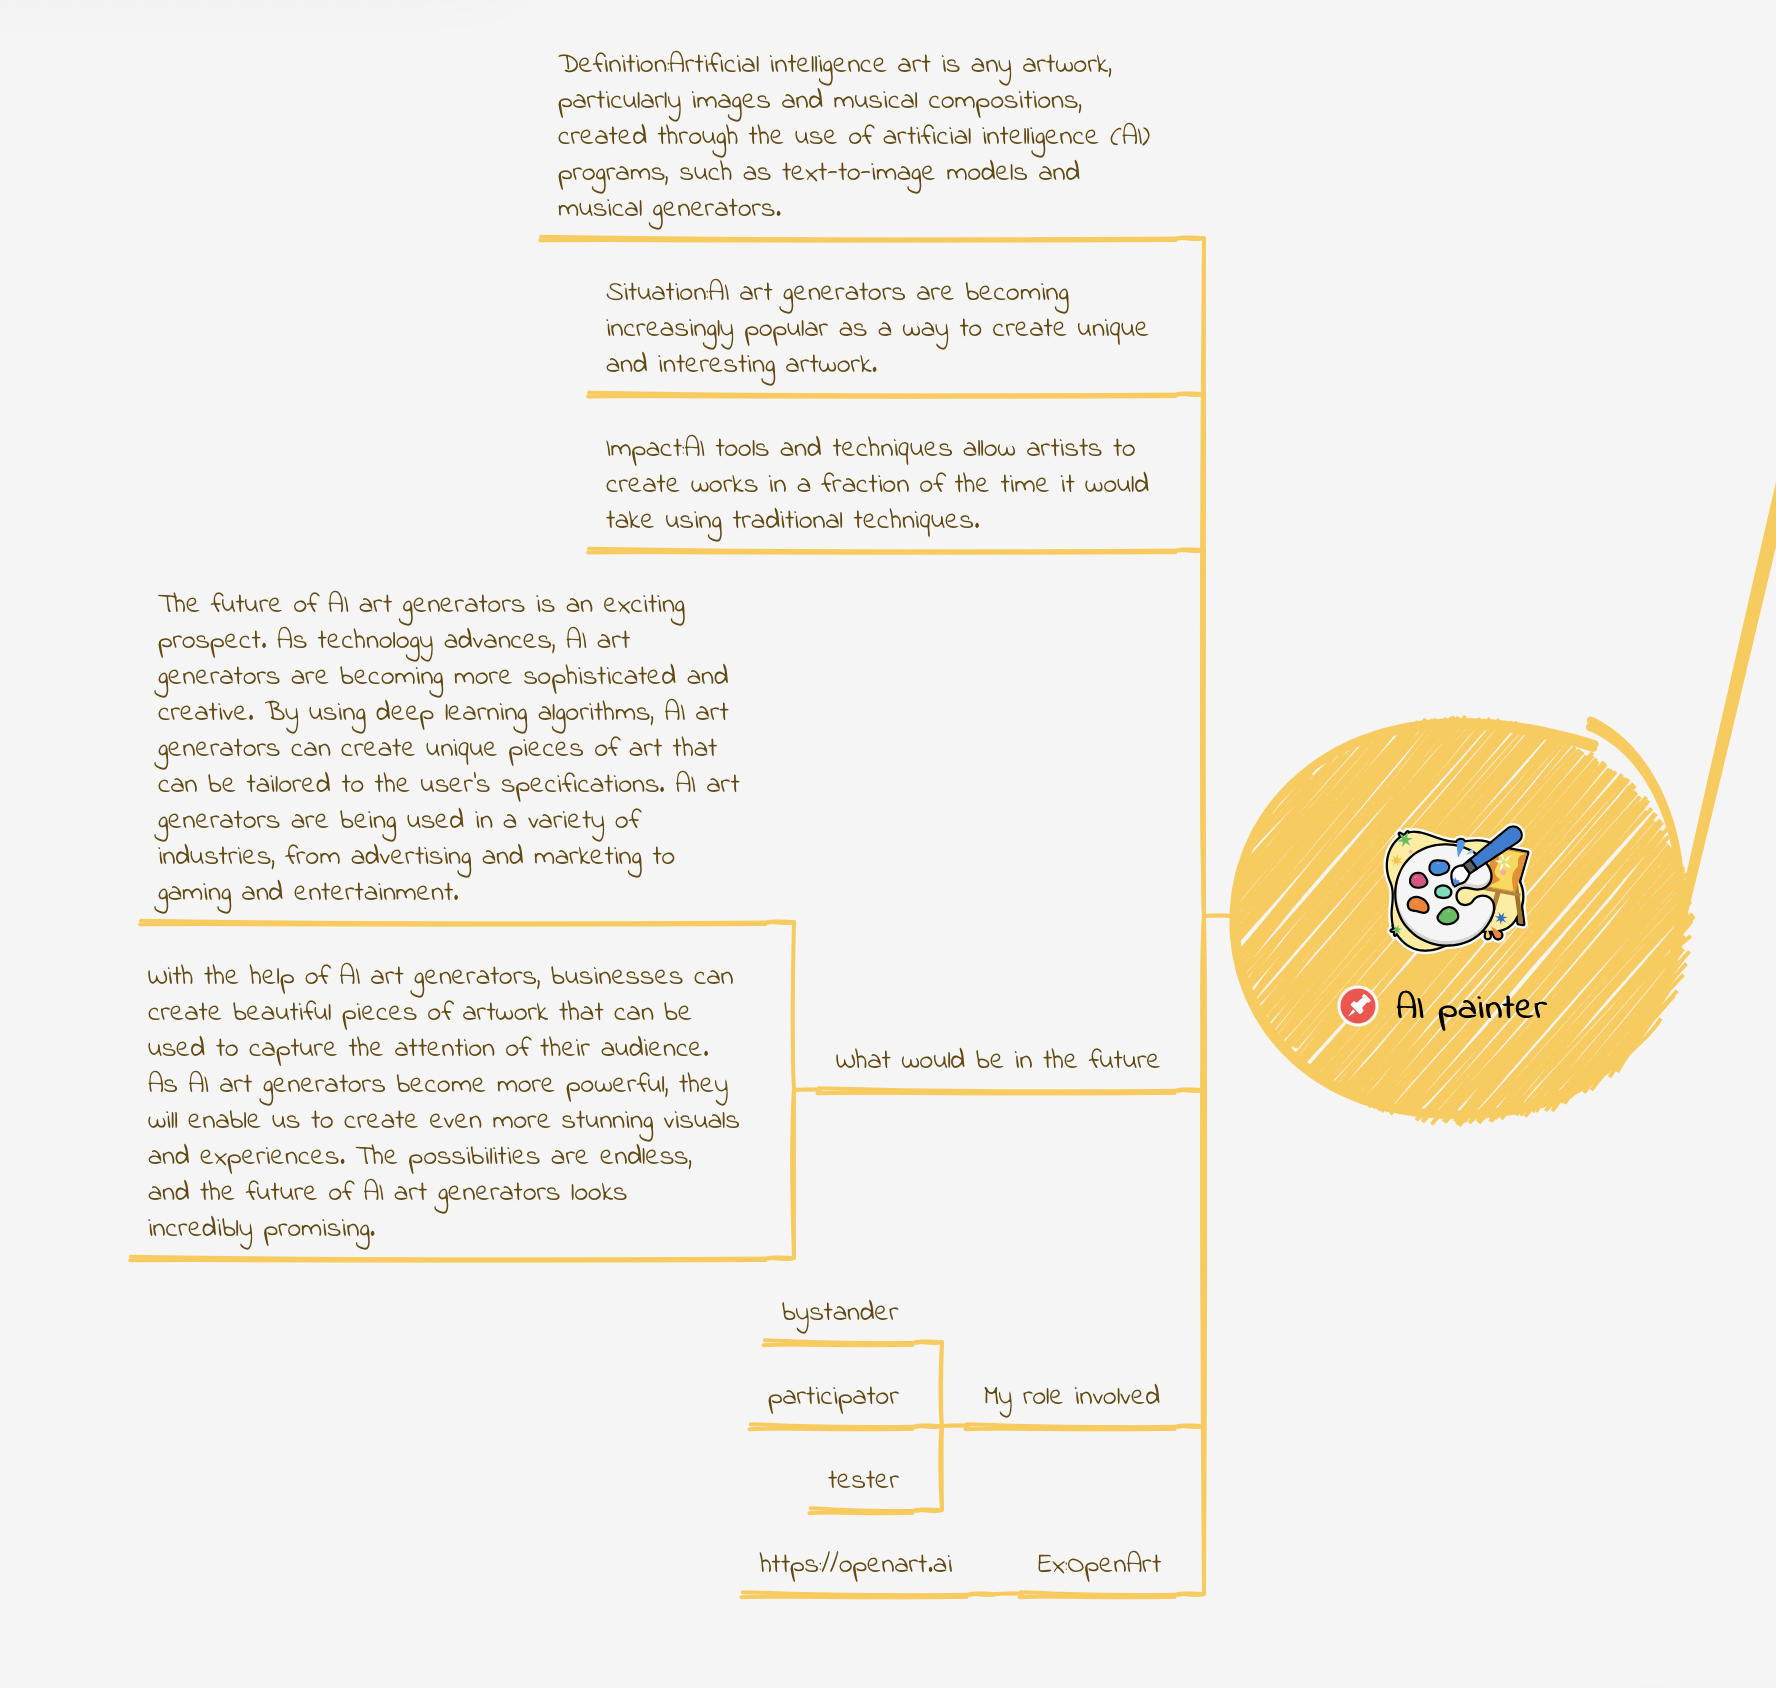 Definition:Artificial intelligence art is any artwork,
particularly images and musical compositions,
created through the use of artificial intelligence (AI)
programs, such as text-to-image models and
musical generators.
Situation:AI art generators are becoming
increasingly popular as a way to create unique
and interesting artwork.
Impact:AI tools and techniques allow artists to
create works in a fraction of the time it would
take using traditional techniques.
The future of AI art generators is an exciting
prospect. As technology advances, AI art
generators are becoming more sophisticated and
creative. By using deep learning algorithms, AI art
generators can create unique pieces of art that
can be tailored to the user's specifications. AI art
generators are being used in a variety of
industries, from advertising and marketing to
gaming and entertainment.
With the help of AI art generators, businesses can
create beautiful pieces of artwork that can be
used to capture the attention of their audience.
As AI art generators become more powerful, they
will enable us to create even more stunning visuals
and experiences. The possibilities are endless,
and the future of AI art generators looks
incredibly promising.
What would be in the future
bystander
participator
tester
My role involved
https://openart.ai
Ex:OpenArt
AI painter